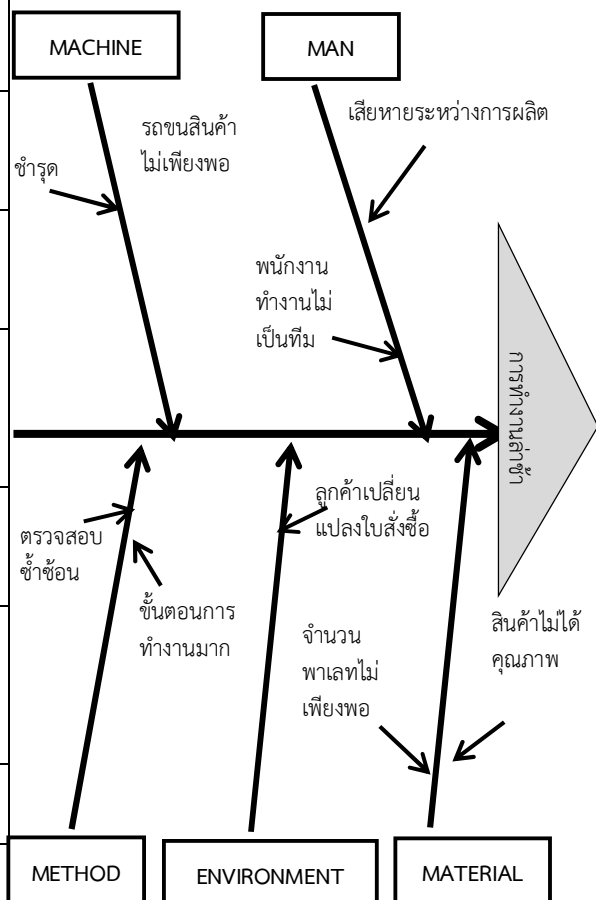 MACHINE
MAN
เสียหายระหว่างการผลิต
รถขนสินค้า
ไม่เพียงพอ
ชำรุด
พนักงาน
ทำงานไม่
เป็นทีม
การทำงานล่าช้า
ลูกค้าเปลี่ยน
แปลงใบสั่งซื้อ
ตรวจสอบ
ซ้ำซ้อน
ขั้นตอนการ
ทำงานมาก
จำนวน
พาเลทไม่
เพียงพอ
สินค้าไม่ได้
คุณภาพ
METHOD
ENVIRONMENT
MATERIAL